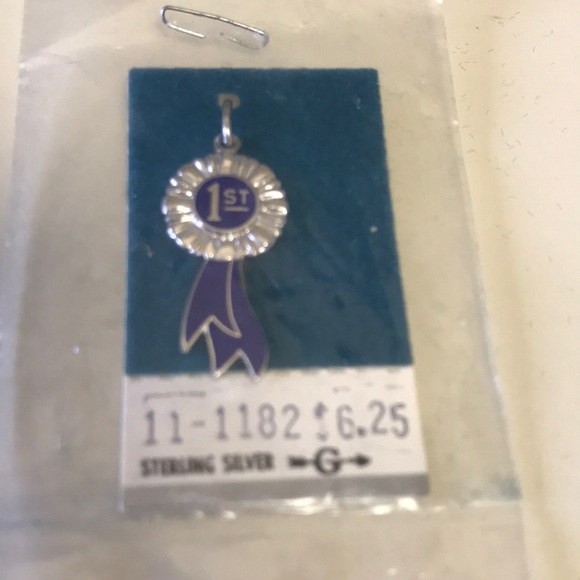 1ST
11-1182 $6.25
STERLING SILVER G